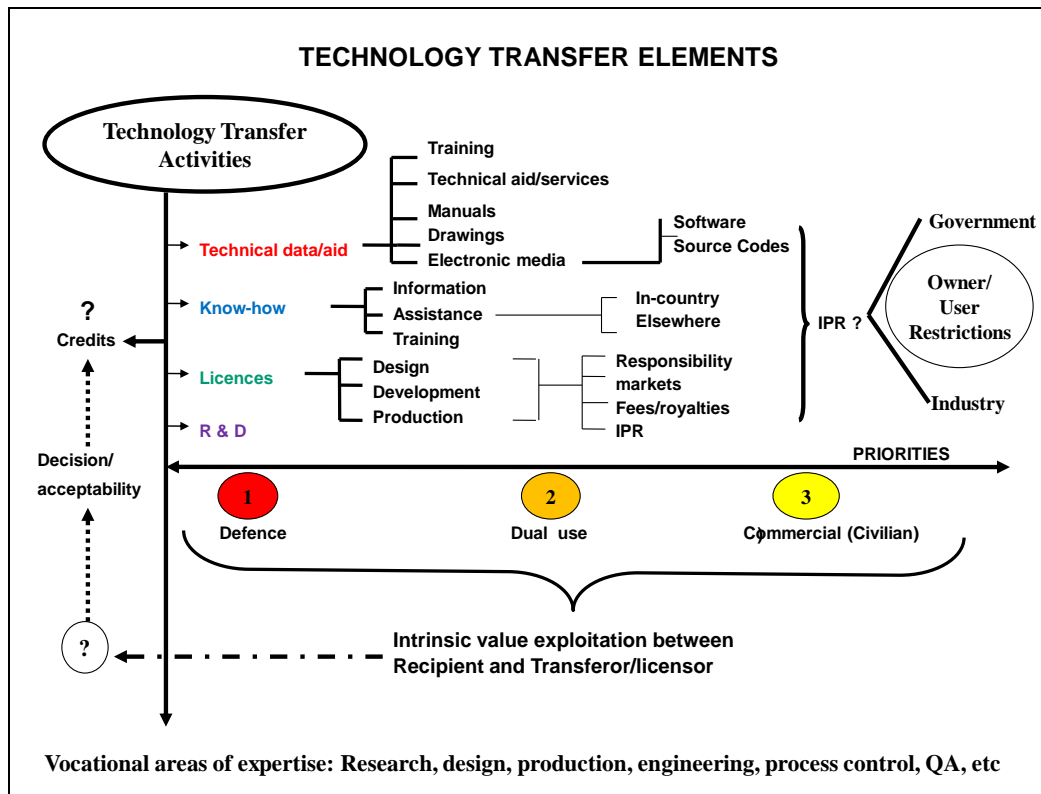 TECHNOLOGY TRANSFER ELEMENTS
Technology Transfer
Activities
Training
Technical aid/services
Manuals
Drawings
Electronic media
Technical data/aid
Software
Source Codes
Government
Owner/
User
Restrictions
Industry
IPR ?
Know-how
Information
Assistance
Training
In-country
Elsewhere
?
Credits
Licences
Design
Development
Production
Responsibility
markets
Fees/royalties
IPR
R & D
Decision/
acceptability
PRIORITIES
1
2
3
Defence
Dual use
C)ommercial (Civilian)
?
Intrinsic value exploitation between
Recipient and Transferor/licensor
Vocational areas of expertise: Research, design, production, engineering, process control, QA, etc